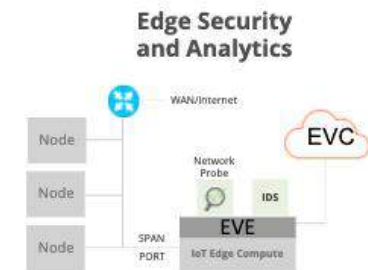 Edge Security
and Analytics
WAN/Internet
EVC
Node
Network
Probe
Node
IDS
EVE
Node
SPAN
PORT
IoT Edge Compute